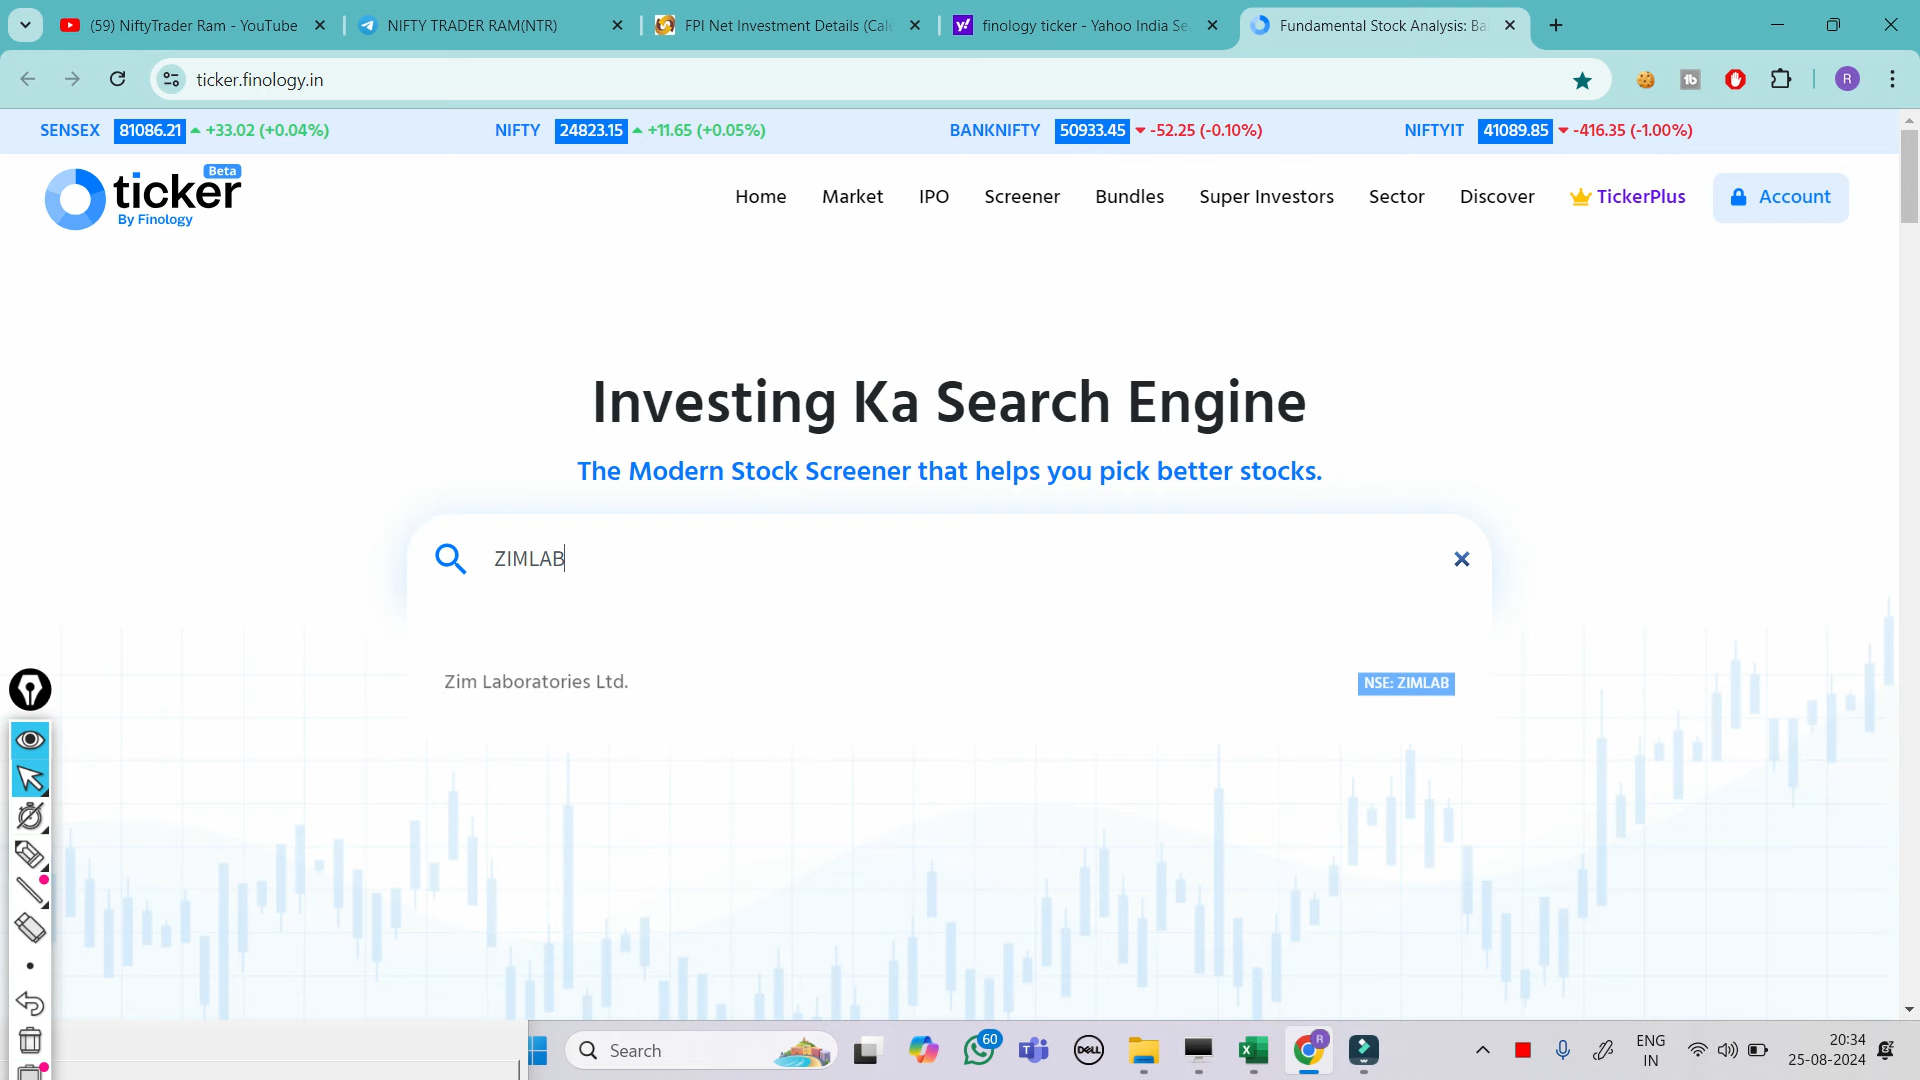 (59) NiftyTrader Ram - YouTube
NIFTY TRADER RAM(NTR)
FPI Net Investment Details (Cale
finology ticker - Yahoo India Se
Fundamental Stock Analysis: Ba
ticker.finology.in
R
SENSEX 81086.21 +33.02 (+0.04%)
NIFTY 24823.15 +11.65 (+0.05%)
BANKNIFTY 50933.45 -52.25 (-0.10%)
NIFTYIT 41089.85 -416.35 (-1.00%)
ticker Beta
By Finology
Home
Market
IPO
Screener
Bundles
Super Investors
Sector
Discover
TickerPlus
Account
Investing Ka Search Engine
The Modern Stock Screener that helps you pick better stocks.
ZIMLAB
Zim Laboratories Ltd.
NSE: ZIMLAB
Search
60
DELL
R
ENG
IN
20:34
25-08-2024